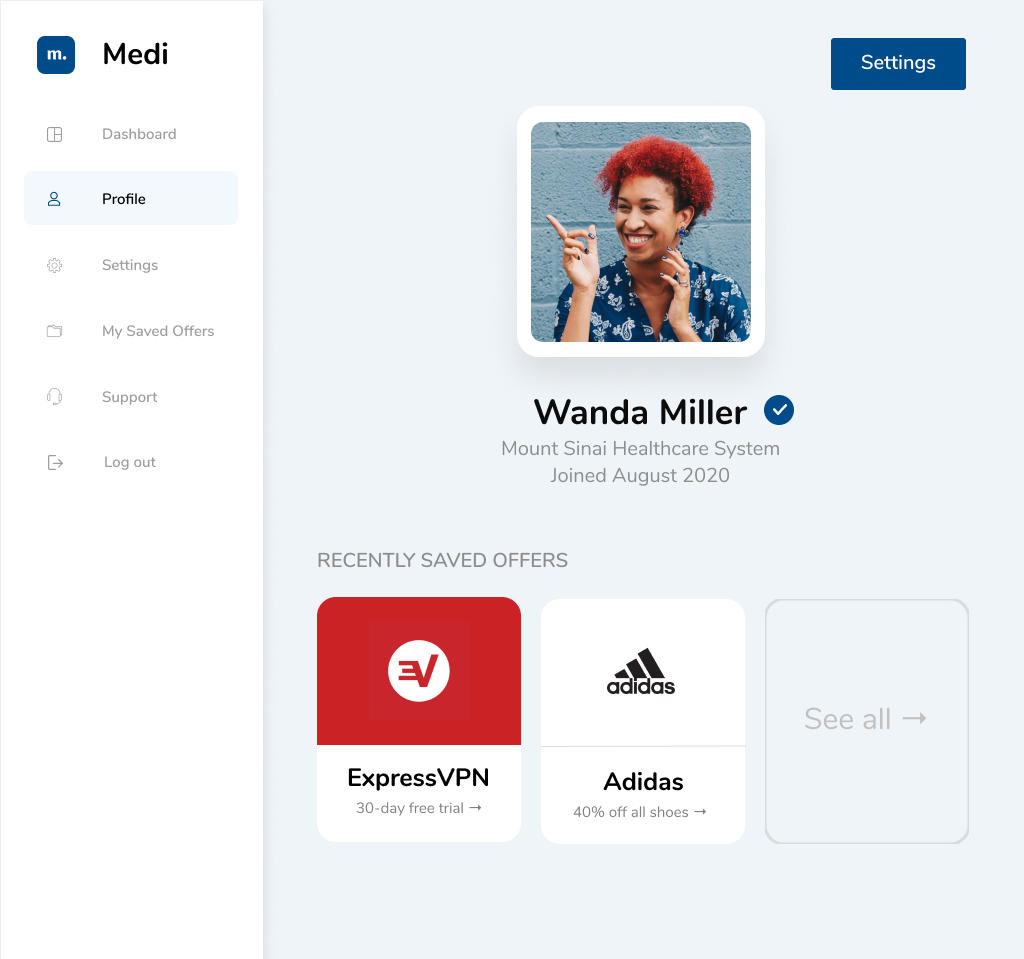 m.
Medi
Dashboard
Profile
Settings
My Saved Offers
Support
Log out
Settings
Wanda Miller
Mount Sinai Healthcare System
Joined August 2020
RECENTLY SAVED OFFERS
EV
ExpressVPN
30-day free trial →
adidas
Adidas
40% off all shoes →
See all →